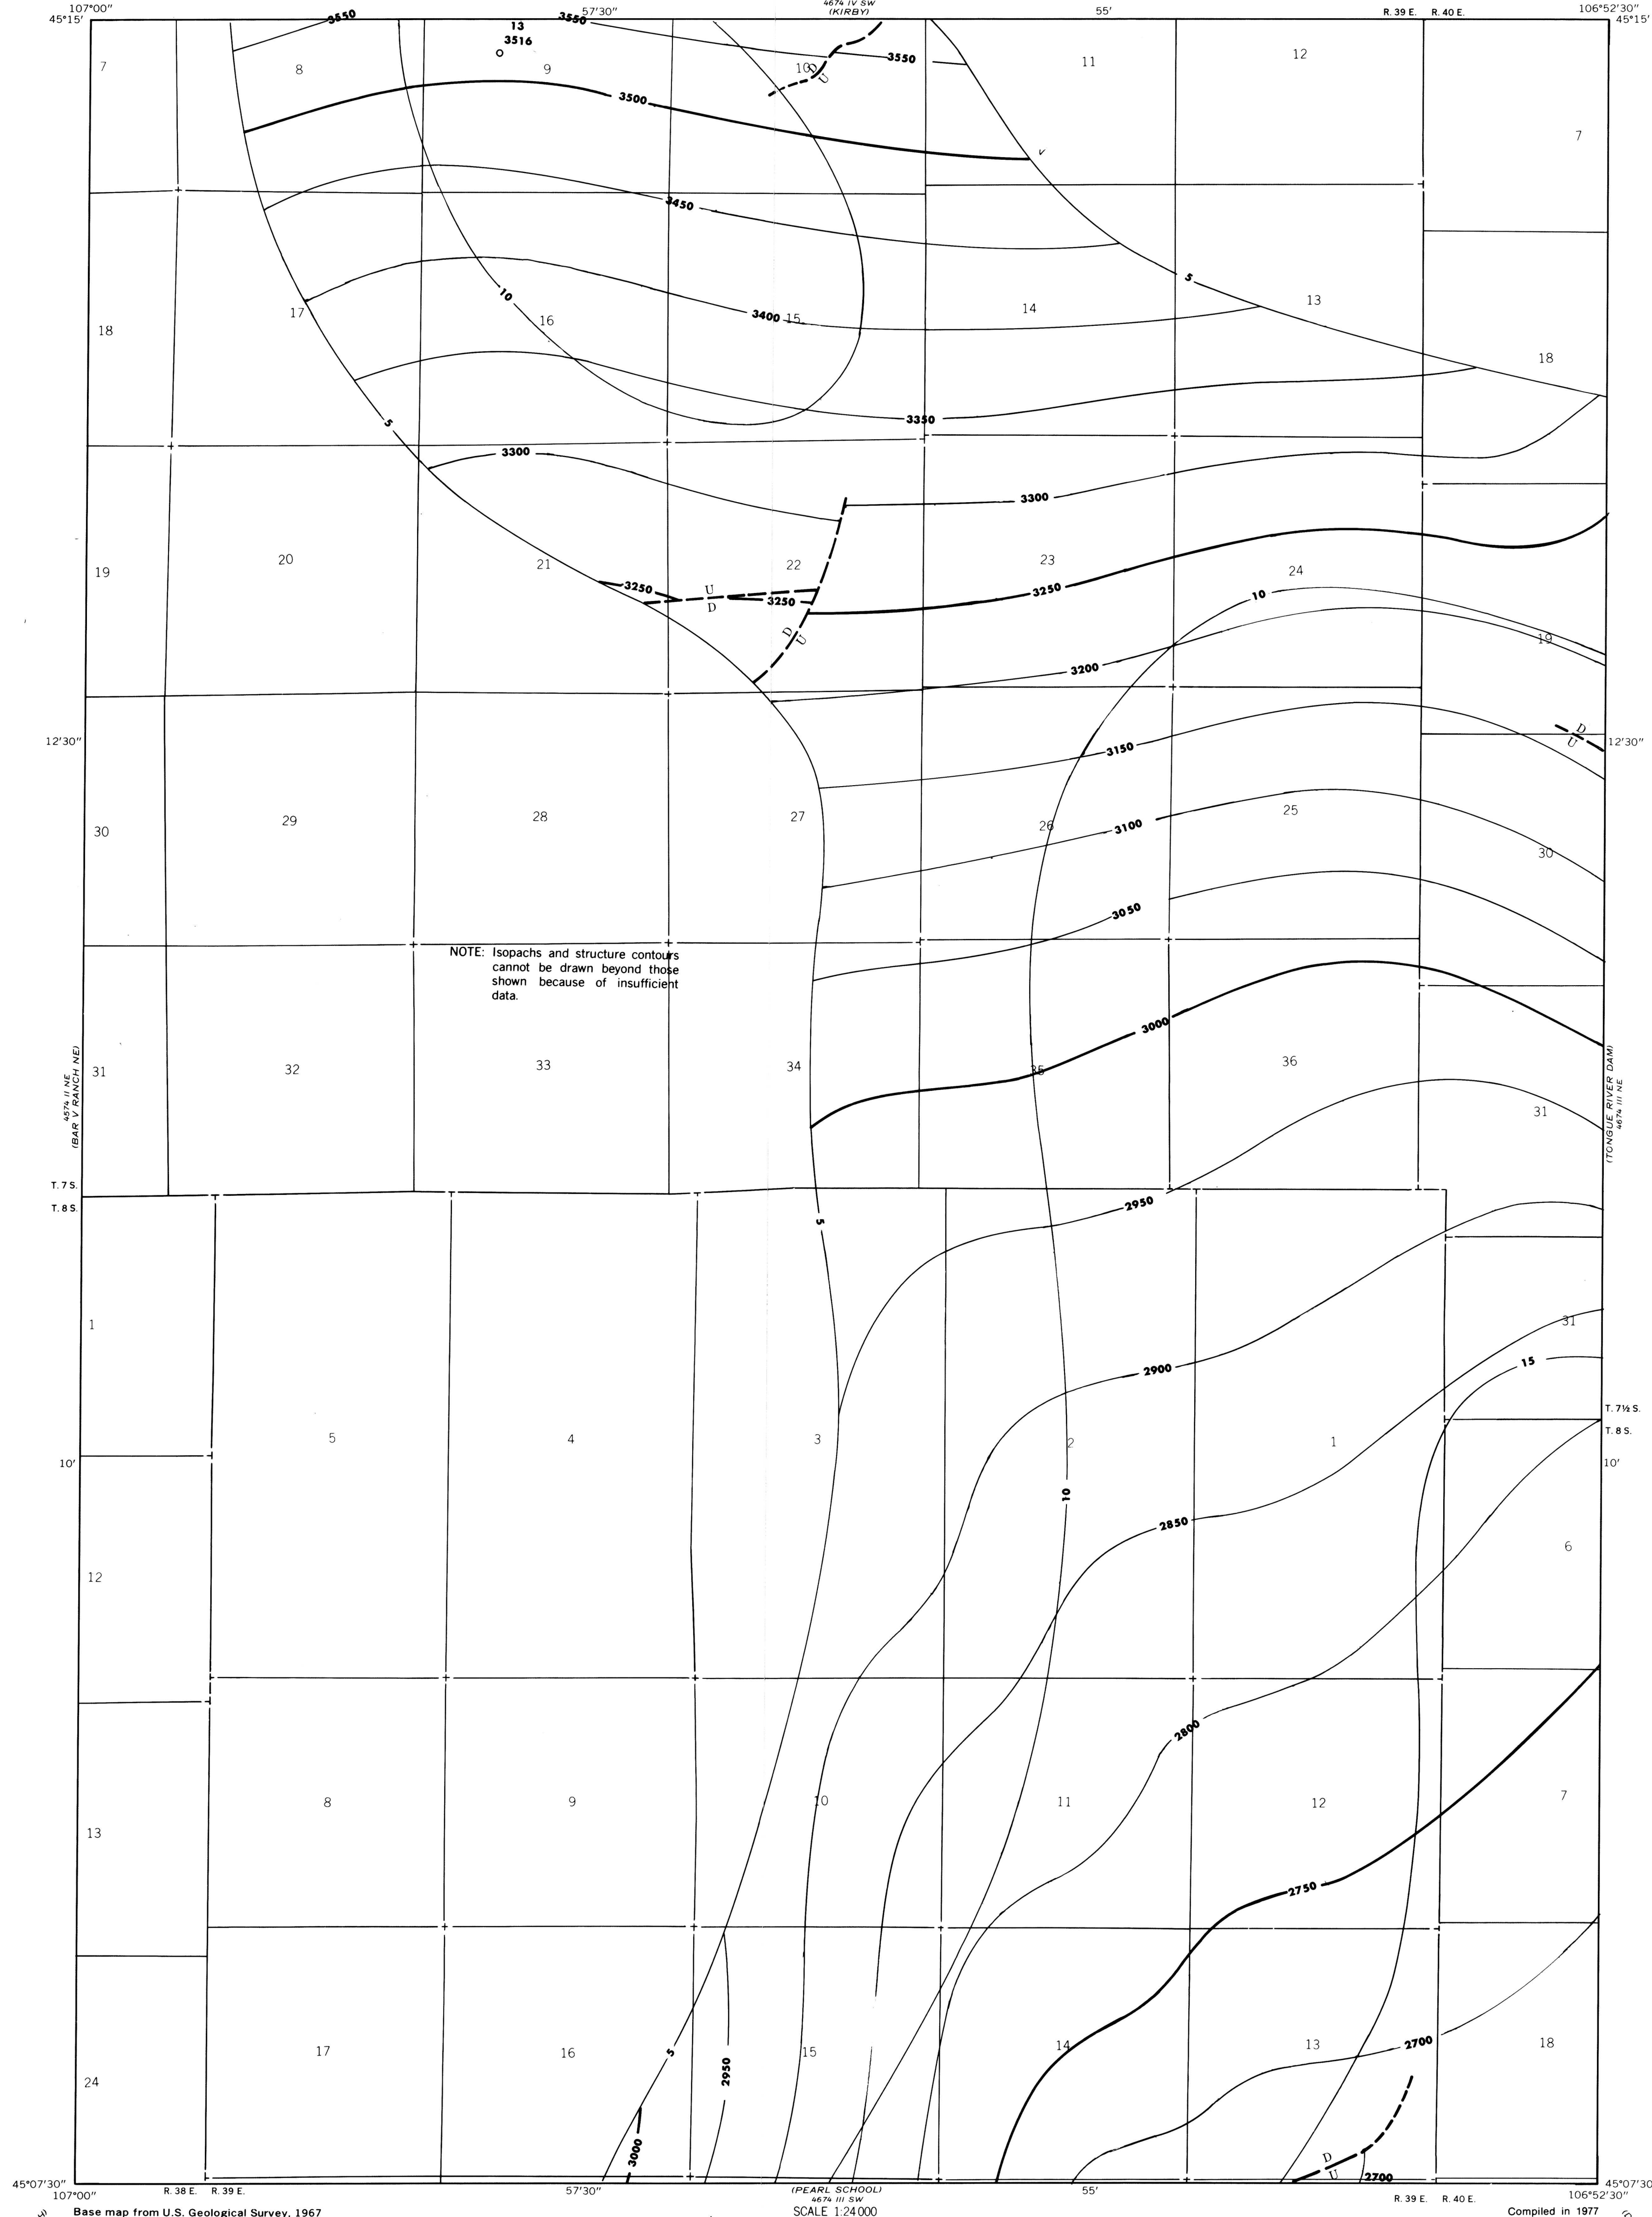 4674 IV SW
107°00″ 57′30″ (KIRBY) 55′ R. 39 E. R. 40 E. 106°52′30″
45°15′ 3550 3550 45°15′
13
3516
7 8 9 10 D U 3550 11 12
3500
7
3450
5
10
17 16 3400 15 14 13
18
18
3350
5
3300
3300
20 21 22 23 24
19
3250 U 3250 3250 10
D
D U
19
3200
12′30″ 3150 D U 12′30″
29 28 27 26 3100 25
30
30
3050
NOTE: Isopachs and structure contours
cannot be drawn beyond those
shown because of insufficient
data.
3000
31 32 33 34 35 36
31
4574 II NE
(BAR V RANCH NE)
(TONGUE RIVER DAM)
4674 III NE
T. 7 S.
T. 8 S.
2950
5
1
31
2900
15
T. 7½ S.
T. 8 S.
5 4 3 2 1
10′ 10′
10
2850
6
12
2800
8 9 10 11 12 7
13
2750
17 16 15 14 13 2700 18
5
2950
24
3000
D
U 2700
45°07′30″ 45°07′30″
107°00″ R. 38 E. R. 39 E. 57′30″ (PEARL SCHOOL) 55′ R. 39 E. R. 40 E. 106°52′30″
4674 III SW
Base map from U.S. Geological Survey, 1967 SCALE 1:24 000 Compiled in 1977